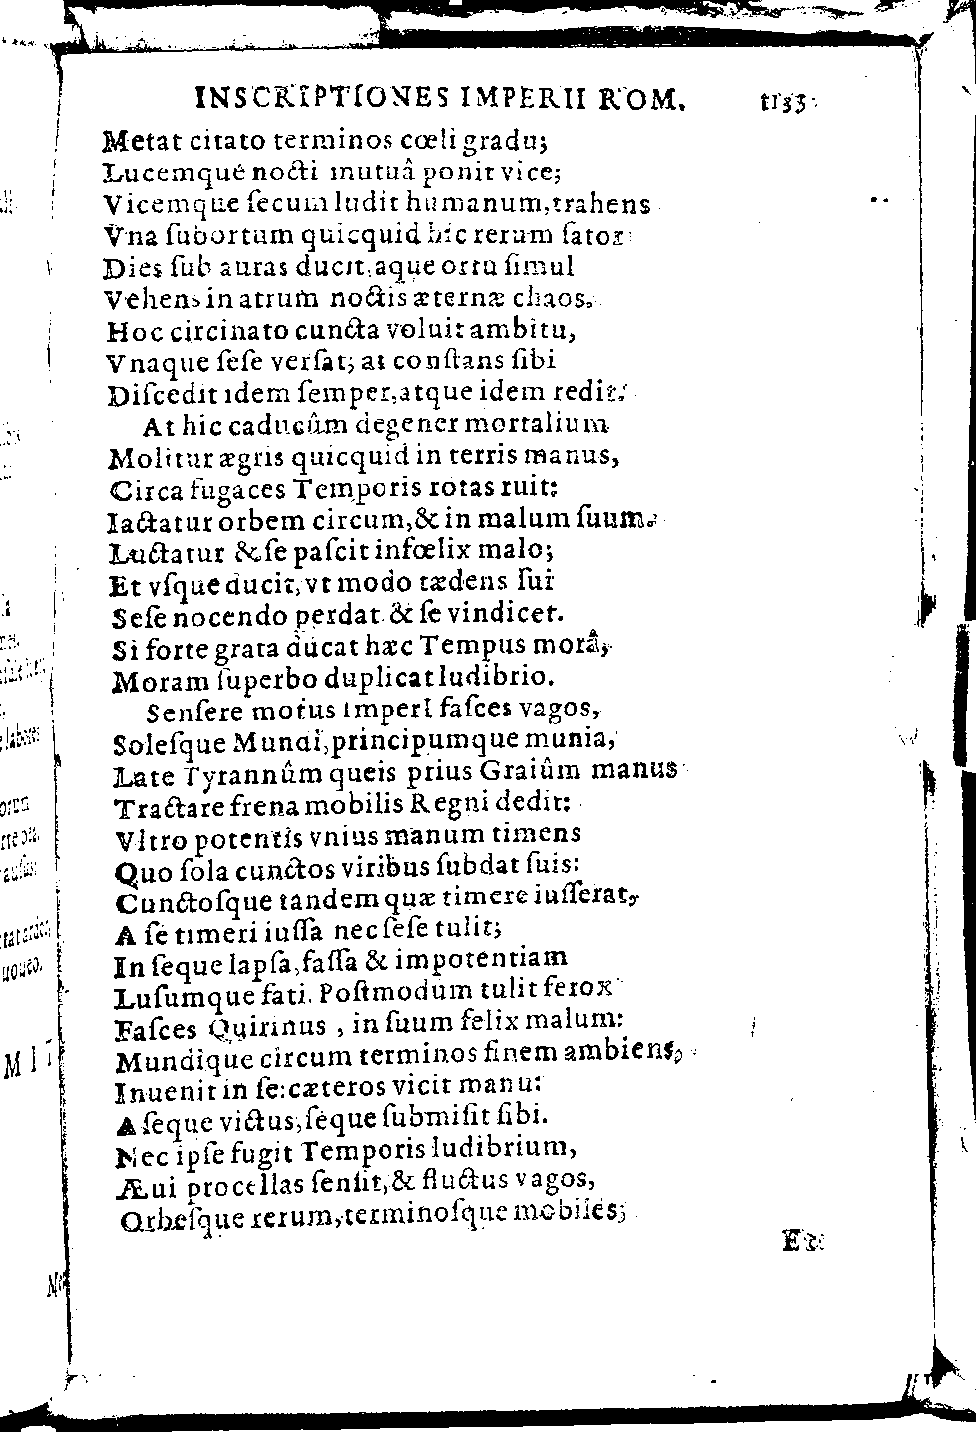 INSCRIPTIONES IMPERII ROM. 1133
Metat citato terminos cœli gradu;
Lucemque nocti mutuâ ponit vice;
Vicemque ſecum ludit humanum, trahens
Vna ſubortum quicquid hîc rerum ſator
Dies ſub auras ducit, aque ortu ſimul
Vehens in atrum noctis æternæ chaos,
Hoc circinato cuncta voluit ambitu,
Vnaque ſeſe verſat; at conſtans ſibi
Diſcedit idem ſemper, atque idem redit.
At hic caducûm degener mortalium
Molitur ægris quicquid in terris manus,
Circa fugaces Temporis rotas ruit:
Iactatur orbem circum, & in malum ſuum.
Luctatur & ſe paſcit infœlix malo;
Et vſque ducit, vt modo tædens ſui
Seſe nocendo perdat & ſe vindicet.
Si forte grata ducat hæc Tempus morâ,
Moram ſuperbo duplicat ludibrio.
Senſere motus ImperI faſces vagos,
Soleſque Mundi, principumque munia,
Late Tyrannûm queis prius Graiûm manus
Tractare frena mobilis Regni dedit:
Vltro potentis vnius manum timens
Quo ſola cunctos viribus ſubdat ſuis:
Cunctoſque tandem quæ timere iuſſerat,
A ſe timeri iuſſa nec ſeſe tulit;
In ſeque lapſa, faſſa & impotentiam
Luſumque fati. Poſtmodum tulit ferox
Faſces Quirinus, in ſuum felix malum:
Mundique circum terminos finem ambiens,
Inuenit in ſe: cæteros vicit manu:
A ſeque victus, ſeque ſubmiſit ſibi.
Nec ipſe fugit Temporis ludibrium,
Æui procellas ſenſit, & fluctus vagos,
Orbeſque rerum, terminoſque mobiles;
Et